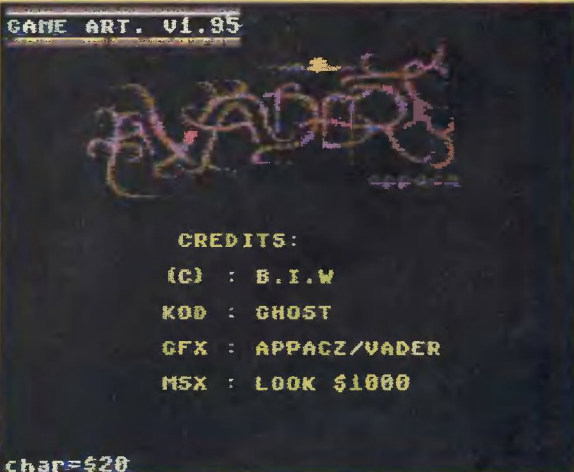 GAME ART. V1.95
CREDITS:
(C) : B.I.W
KOD : GHOST
GFX : APPACZ/VADER
MSX : LOOK $1000
char=$20